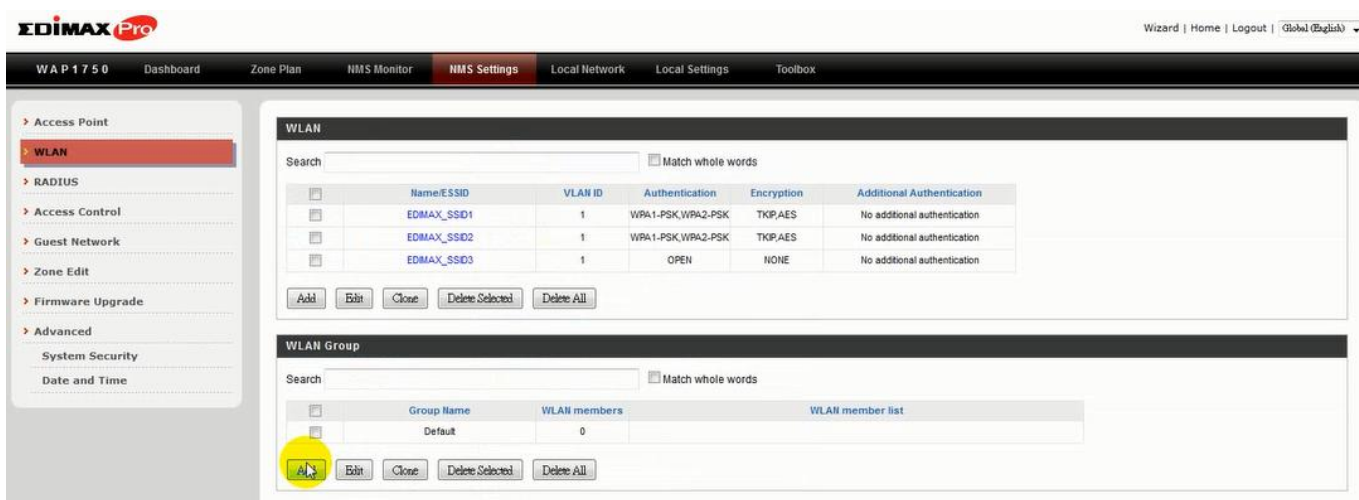 EDIMAX Pro
Wizard | Home | Logout | Global (English)
WAP1750 Dashboard Zone Plan NMS Monitor NMS Settings Local Network Local Settings Toolbox
Access Point
WLAN
RADIUS
Access Control
Guest Network
Zone Edit
Firmware Upgrade
Advanced
System Security
Date and Time
WLAN
Search Match whole words
Name/ESSID VLAN ID Authentication Encryption Additional Authentication
EDIMAX_SSID1 1 WPA1-PSK,WPA2-PSK TKIP,AES No additional authentication
EDIMAX_SSID2 1 WPA1-PSK,WPA2-PSK TKIP,AES No additional authentication
EDIMAX_SSID3 1 OPEN NONE No additional authentication
Add Edit Clone Delete Selected Delete All
WLAN Group
Search Match whole words
Group Name WLAN members WLAN member list
Default 0
Add Edit Clone Delete Selected Delete All